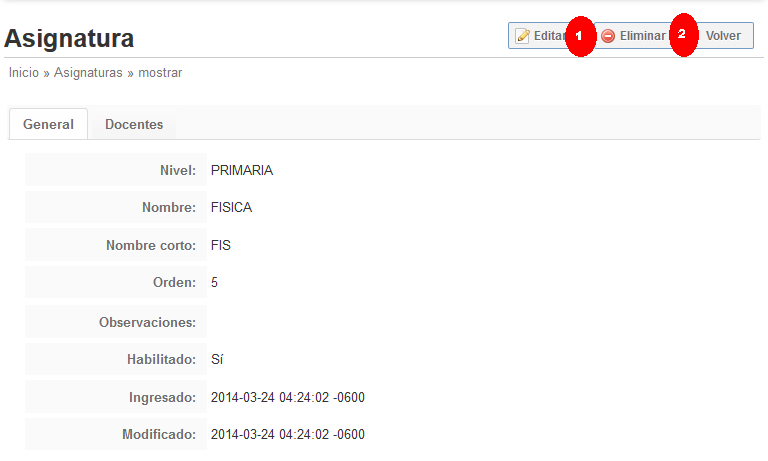 Asignatura
Editar 1 Eliminar 2 Volver
Inicio » Asignaturas » mostrar
General Docentes
Nivel: PRIMARIA
Nombre: FISICA
Nombre corto: FIS
Orden: 5
Observaciones:
Habilitado: Sí
Ingresado: 2014-03-24 04:24:02 -0600
Modificado: 2014-03-24 04:24:02 -0600